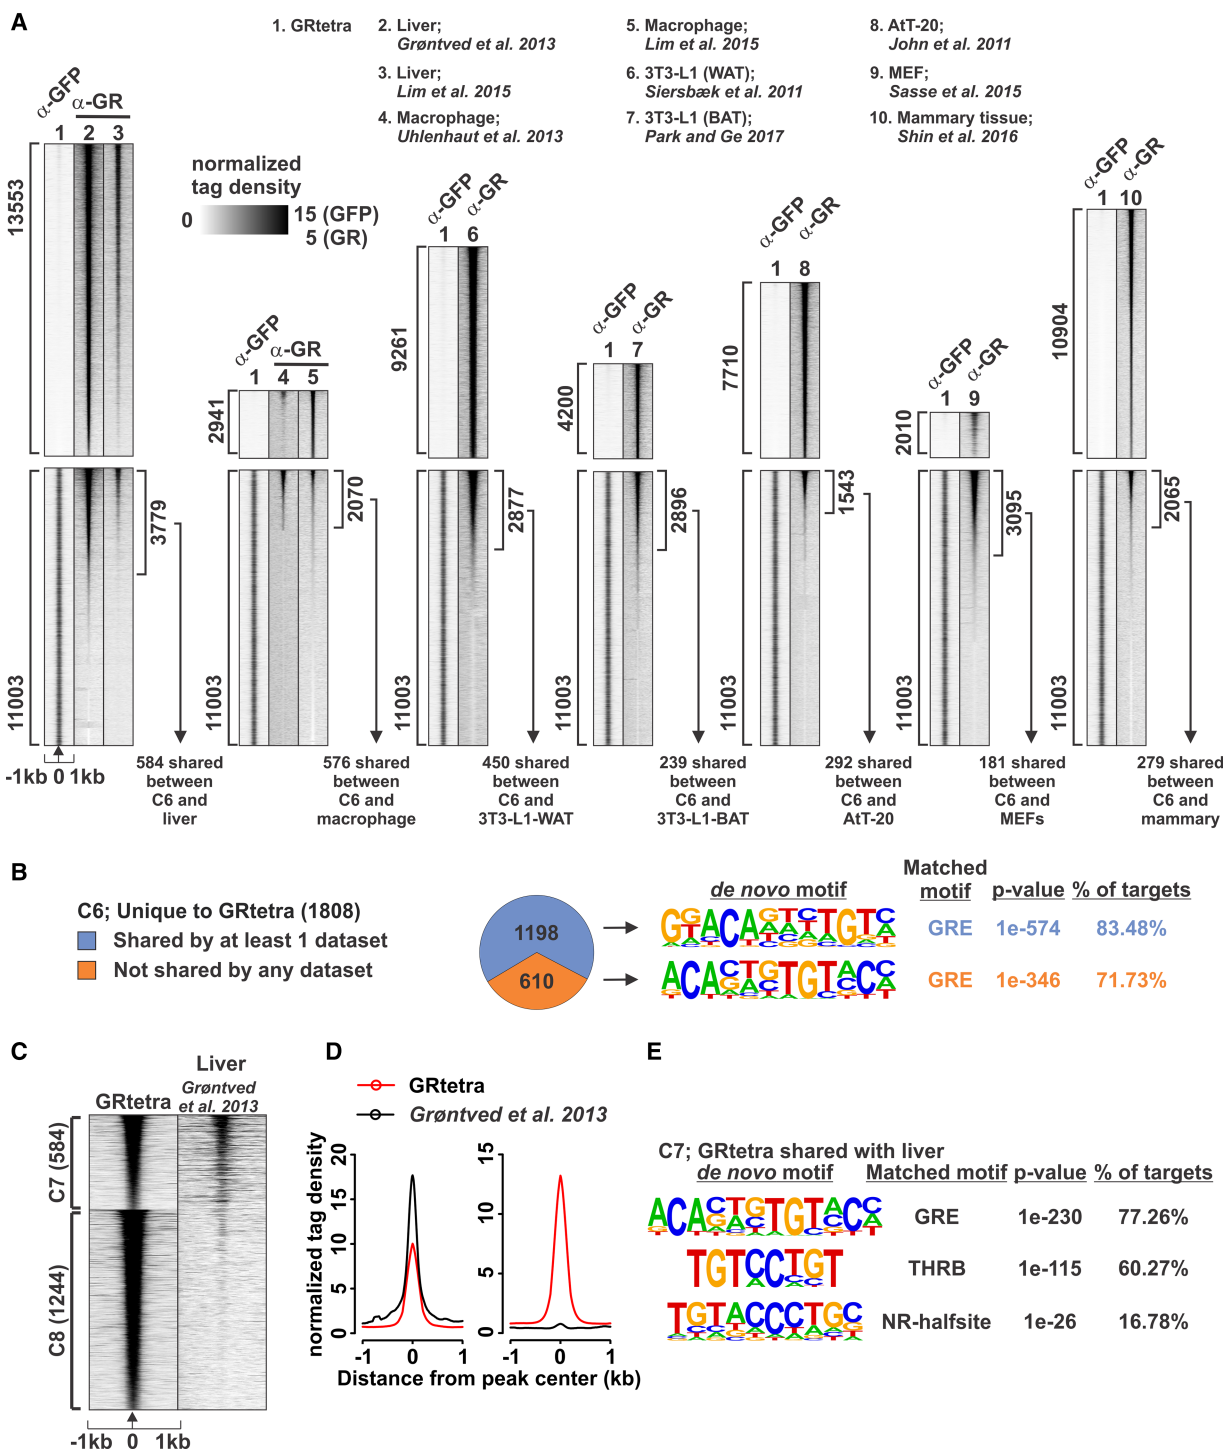 A
1. GRtetra
2. Liver;
Grøntved et al. 2013
3. Liver;
Lim et al. 2015
4. Macrophage;
Uhlenhaut et al. 2013
5. Macrophage;
Lim et al. 2015
6. 3T3-L1 (WAT);
Siersbæk et al. 2011
7. 3T3-L1 (BAT);
Park and Ge 2017
8. AtT-20;
John et al. 2011
9. MEF;
Sasse et al. 2015
10. Mammary tissue;
Shin et al. 2016
normalized
tag density
0
15 (GFP)
5 (GR)
α-GFP
α-GR
1 2 3
13553
3779
11003
-1kb 0 1kb
584 shared
between
C6 and
liver
α-GFP
α-GR
1 4 5
2941
2070
11003
576 shared
between
C6 and
macrophage
α-GFP
α-GR
1 6
9261
2877
11003
450 shared
between
C6 and
3T3-L1-WAT
α-GFP
α-GR
1 7
4200
2896
11003
239 shared
between
C6 and
3T3-L1-BAT
α-GFP
α-GR
1 8
7710
1543
11003
292 shared
between
C6 and
AtT-20
α-GFP
α-GR
1 9
2010
3095
11003
181 shared
between
C6 and
MEFs
α-GFP
α-GR
1 10
10904
2065
11003
279 shared
between
C6 and
mammary
B
C6; Unique to GRtetra (1808)
Shared by at least 1 dataset
Not shared by any dataset
1198
610
de novo motif
Matched
motif
p-value
% of targets
GRE 1e-574 83.48%
GRE 1e-346 71.73%
C
GRtetra
Liver
Grøntved
et al. 2013
C7 (584)
C8 (1244)
-1kb 0 1kb
D
GRtetra
Grøntved et al. 2013
normalized tag density
20
15
10
5
0
-1 0 1
15
10
5
0
-1 0 1
Distance from peak center (kb)
E
C7; GRtetra shared with liver
de novo motif Matched motif p-value % of targets
GRE 1e-230 77.26%
THRB 1e-115 60.27%
NR-halfsite 1e-26 16.78%